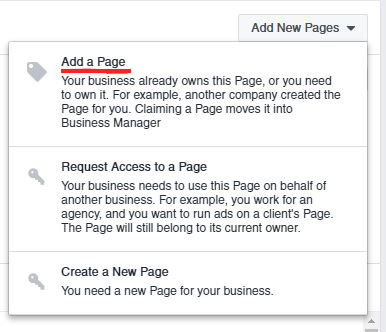 Add New Pages
Add a Page
Your business already owns this Page, or you need
to own it. For example, another company created the
Page for you. Claiming a Page moves it into
Business Manager
Request Access to a Page
Your business needs to use this Page on behalf of
another business. For example, you work for an
agency, and you want to run ads on a client's Page.
The Page will still belong to its current owner.
Create a New Page
You need a new Page for your business.